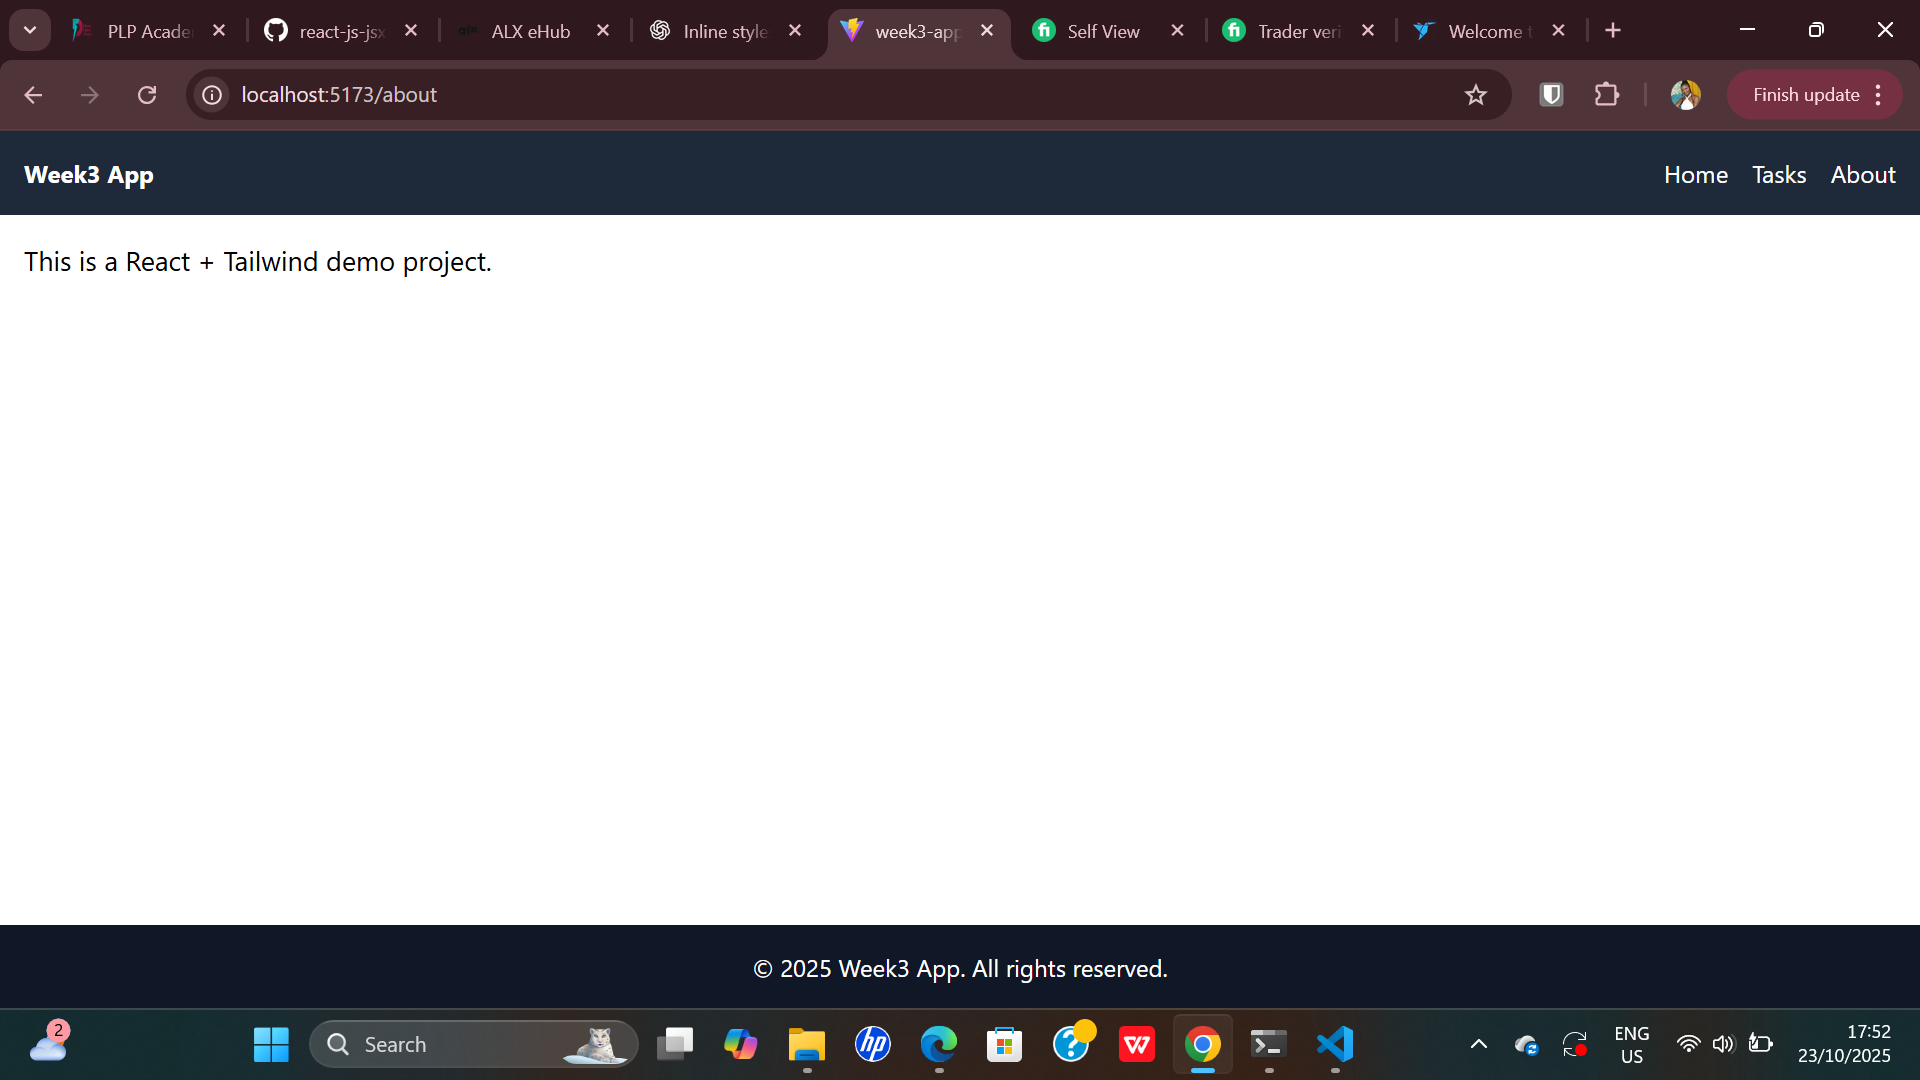 PLP Acade
react-js-jsx
ALX eHub
Inline style
week3-app
Self View
Trader veri
Welcome t
localhost:5173/about
Finish update
Week3 App
Home Tasks About
This is a React + Tailwind demo project.
© 2025 Week3 App. All rights reserved.
2
Search
hp
W
ENG
US
17:52
23/10/2025